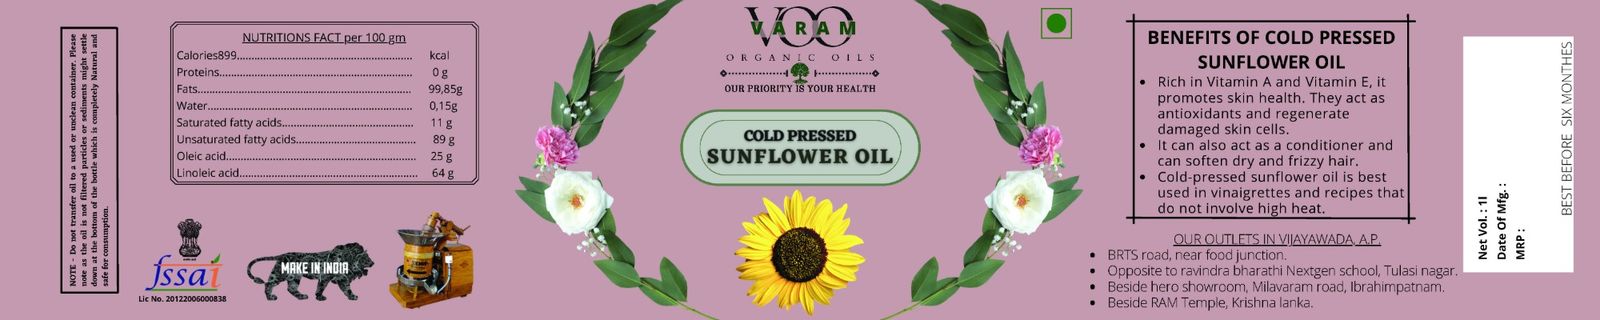 NOTE - Do not transfer oil to a used or unclean container. Please
note as the oil is not filtered particles or sediments might settle
down at the bottom of the bottle which is completely Natural and
safe for consumption.
NUTRITIONS FACT per 100 gm
Calories899............................................ kcal
Proteins................................................ 0 g
Fats....................................................... 99,85g
Water.................................................... 0,15g
Saturated fatty acids................................ 11 g
Unsaturated fatty acids............................. 89 g
Oleic acid............................................... 25 g
Linoleic acid............................................ 64 g
fssai
Lic No. 20122006000838
MAKE IN INDIA
VOO
VARAM
ORGANIC OILS
OUR PRIORITY IS YOUR HEALTH
COLD PRESSED
SUNFLOWER OIL
BENEFITS OF COLD PRESSED
SUNFLOWER OIL
• Rich in Vitamin A and Vitamin E, it
promotes skin health. They act as
antioxidants and regenerate
damaged skin cells.
• It can also act as a conditioner and
can soften dry and frizzy hair.
• Cold-pressed sunflower oil is best
used in vinaigrettes and recipes that
do not involve high heat.
OUR OUTLETS IN VIJAYAWADA, A.P.
• BRTS road, near food junction.
• Opposite to ravindra bharathi Nextgen school, Tulasi nagar.
• Beside hero showroom, Milavaram road, Ibrahimpatnam.
• Beside RAM Temple, Krishna lanka.
Net Vol. : 1l
Date Of Mfg. :
MRP :
BEST BEFORE SIX MONTHES